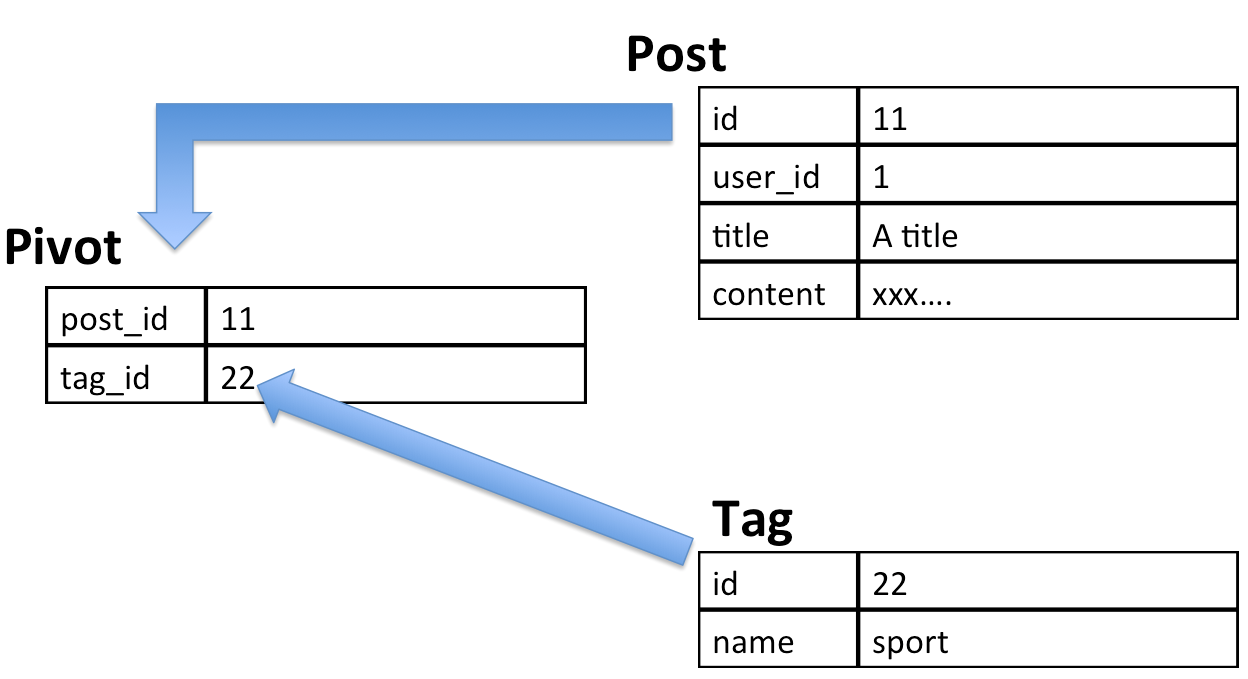 Post
id 11
user_id 1
title A title
content xxx....
Pivot
post_id 11
tag_id 22
Tag
id 22
name sport